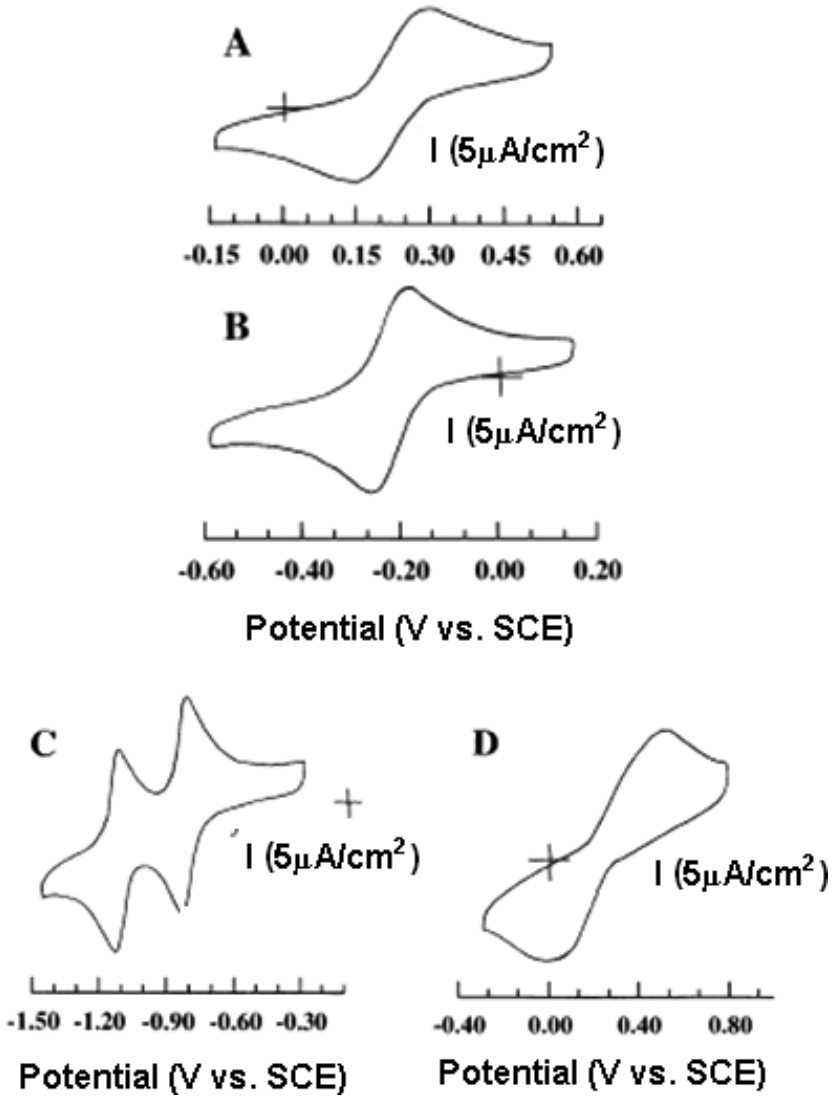 A
I (5μA/cm²)
-0.15 0.00 0.15 0.30 0.45 0.60
B
I (5μA/cm²)
-0.60 -0.40 -0.20 0.00 0.20
Potential (V vs. SCE)
C
I (5μA/cm²)
-1.50 -1.20 -0.90 -0.60 -0.30
Potential (V vs. SCE)
D
I (5μA/cm²)
-0.40 0.00 0.40 0.80
Potential (V vs. SCE)